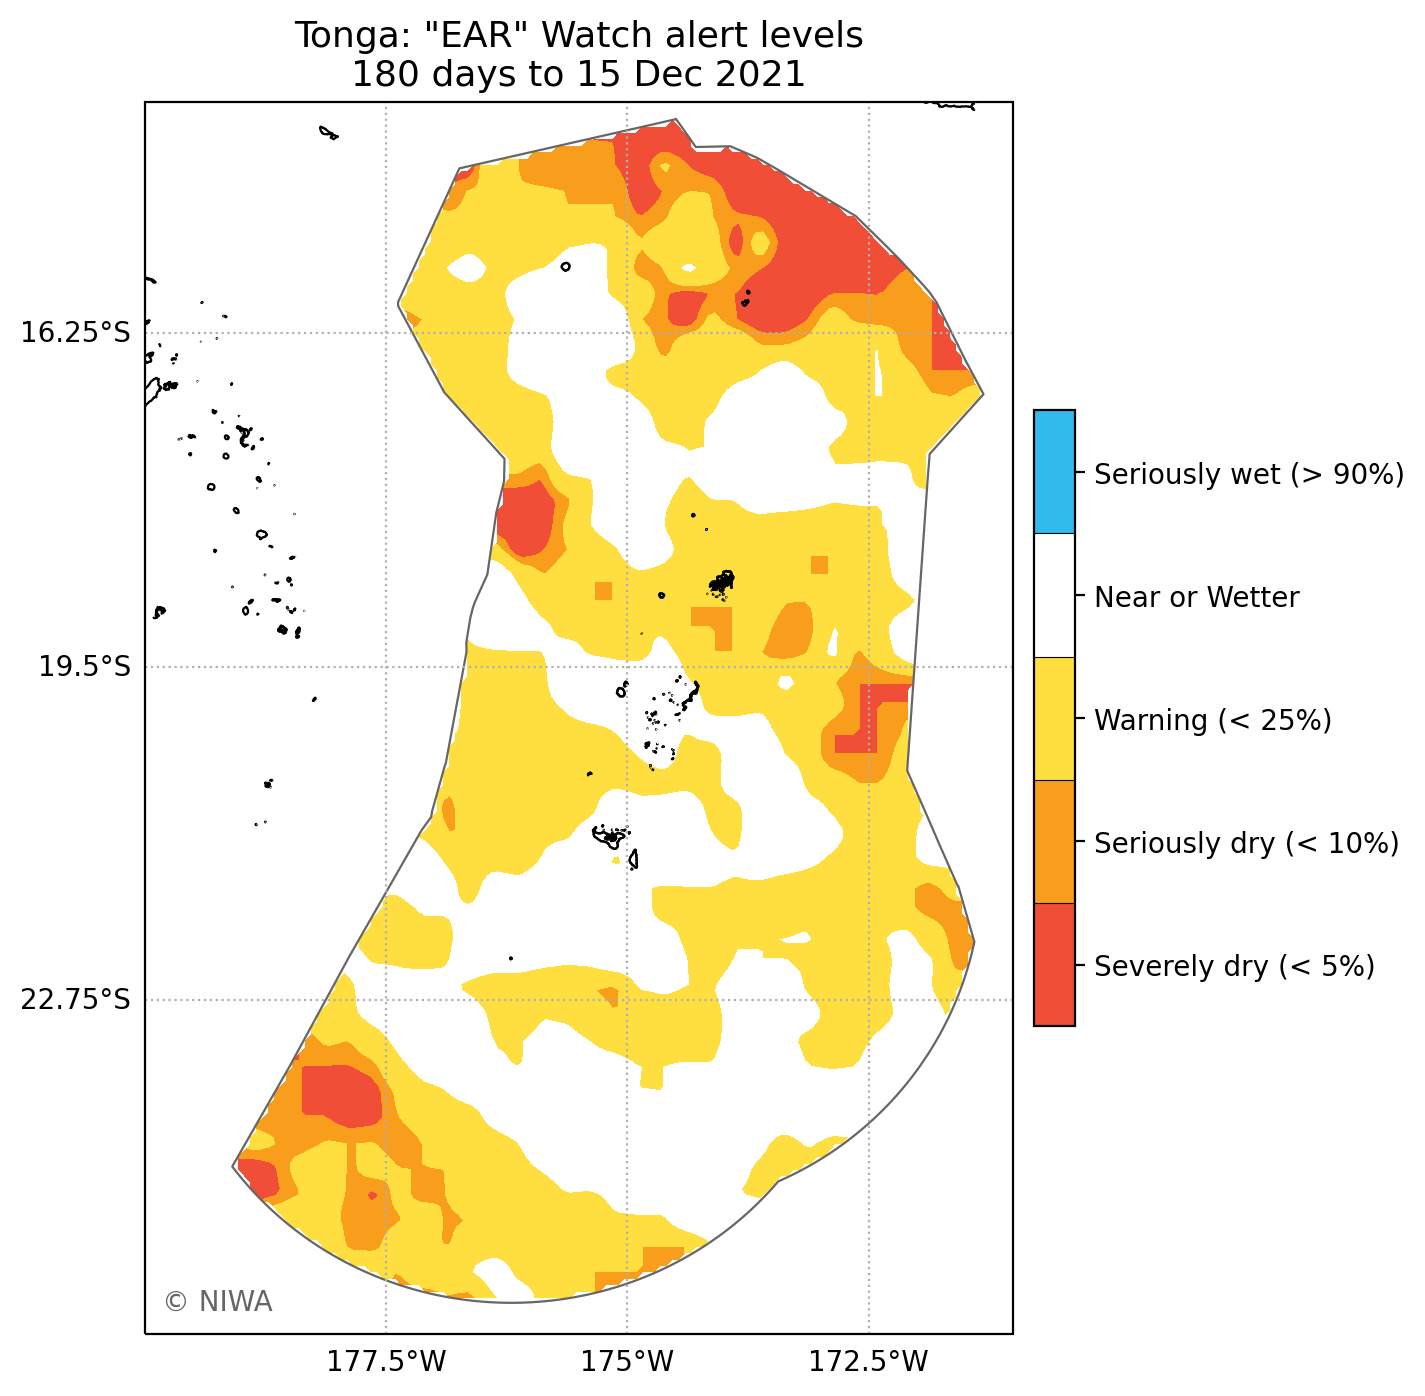 Tonga: "EAR" Watch alert levels
180 days to 15 Dec 2021
16.25°S
19.5°S
22.75°S
177.5°W
175°W
172.5°W
Seriously wet (> 90%)
Near or Wetter
Warning (< 25%)
Seriously dry (< 10%)
Severely dry (< 5%)
© NIWA